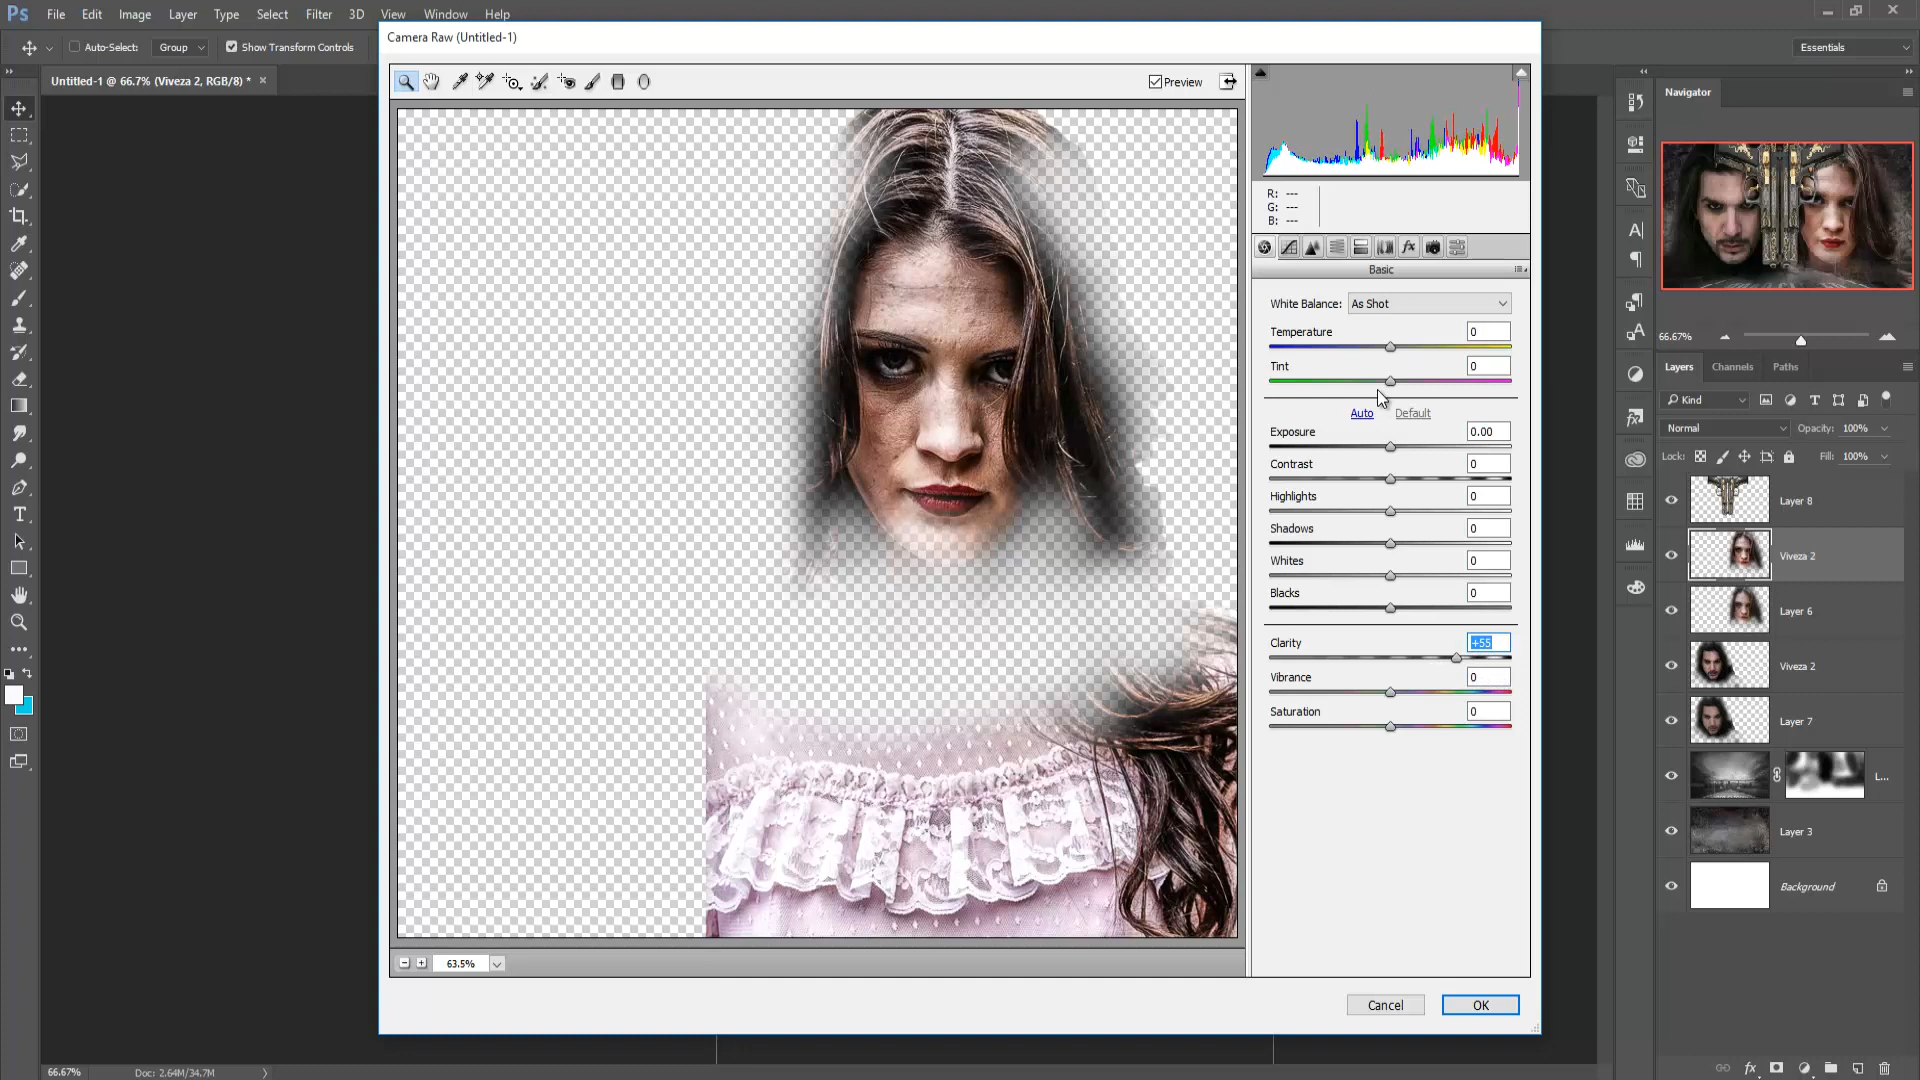 Ps File Edit Image Layer Type Select Filter 3D View Window Help
Camera Raw (Untitled-1)
Auto-Select: Group Show Transform Controls
Essentials
Untitled-1 @ 66.7% (Viveza 2, RGB/8) * ×
Preview
Navigator
R: ---
G: ---
B: ---
Basic
White Balance: As Shot
Temperature 0
Tint 0
Auto Default
Exposure 0.00
Contrast 0
Highlights 0
Shadows 0
Whites 0
Blacks 0
Clarity +55
Vibrance 0
Saturation 0
66.67%
Layers Channels Paths
Kind
Normal Opacity: 100%
Lock: Fill: 100%
Layer 8
Viveza 2
Layer 6
Viveza 2
Layer 7
L...
Layer 3
Background
63.5%
Cancel OK
66.67% Doc: 2.64M/34.7M